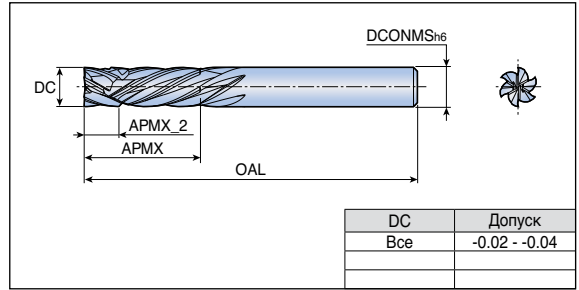 DCONMSh6
DC
APMX_2
APMX
OAL
DC Допуск
Все -0.02 - -0.04